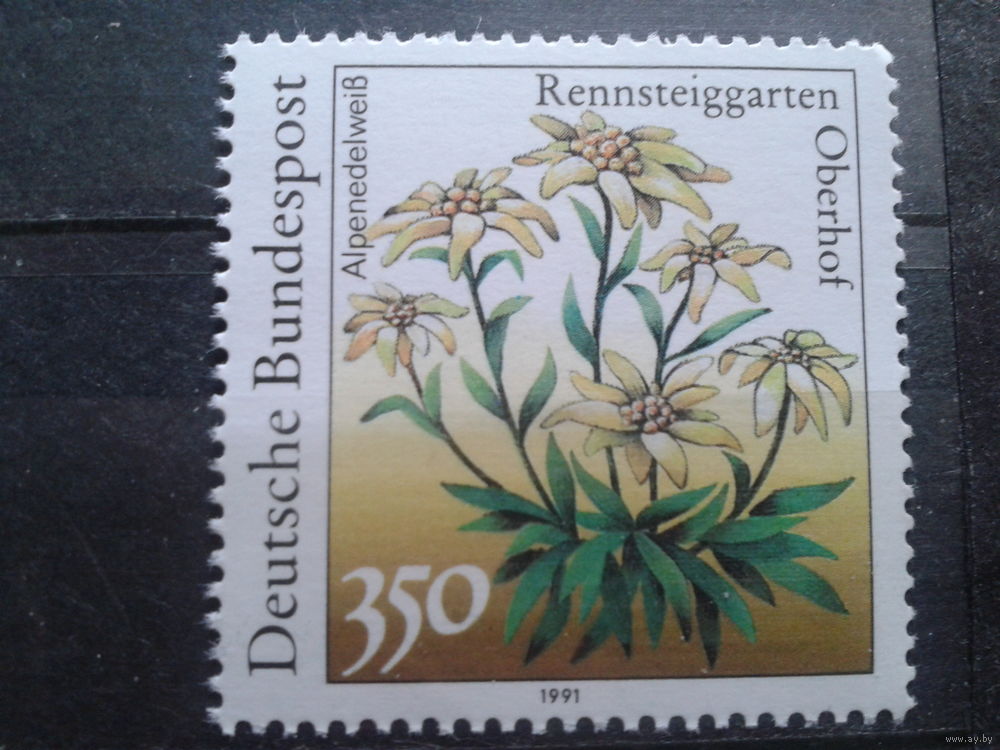 Deutsche Bundespost
Alpenedelweiß
Rennsteiggarten
Oberhof
350
1991
www.ay.by